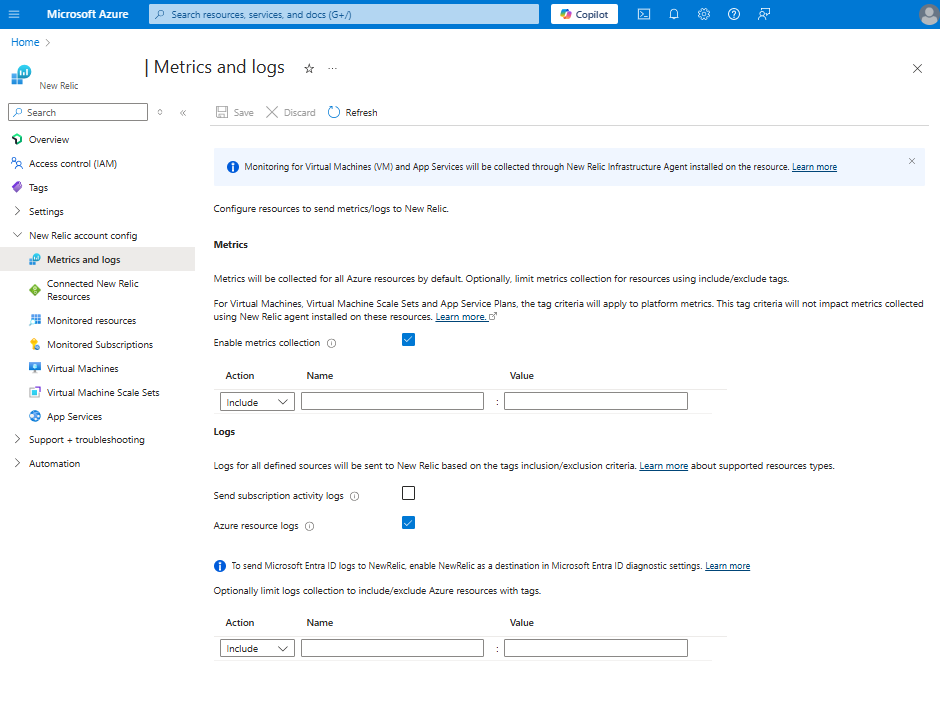 Microsoft Azure
Search resources, services, and docs (G+/)
Copilot
Home
| Metrics and logs
New Relic
Search
Save
Discard
Refresh
Overview
Access control (IAM)
Tags
Settings
New Relic account config
Metrics and logs
Connected New Relic
Resources
Monitored resources
Monitored Subscriptions
Virtual Machines
Virtual Machine Scale Sets
App Services
Support + troubleshooting
Automation
Monitoring for Virtual Machines (VM) and App Services will be collected through New Relic Infrastructure Agent installed on the resource. Learn more
Configure resources to send metrics/logs to New Relic.
Metrics
Metrics will be collected for all Azure resources by default. Optionally, limit metrics collection for resources using include/exclude tags.
For Virtual Machines, Virtual Machine Scale Sets and App Service Plans, the tag criteria will apply to platform metrics. This tag criteria will not impact metrics collected
using New Relic agent installed on these resources. Learn more.
Enable metrics collection
Action Name Value
Include :
Logs
Logs for all defined sources will be sent to New Relic based on the tags inclusion/exclusion criteria. Learn more about supported resources types.
Send subscription activity logs
Azure resource logs
To send Microsoft Entra ID logs to NewRelic, enable NewRelic as a destination in Microsoft Entra ID diagnostic settings. Learn more
Optionally limit logs collection to include/exclude Azure resources with tags.
Action Name Value
Include :